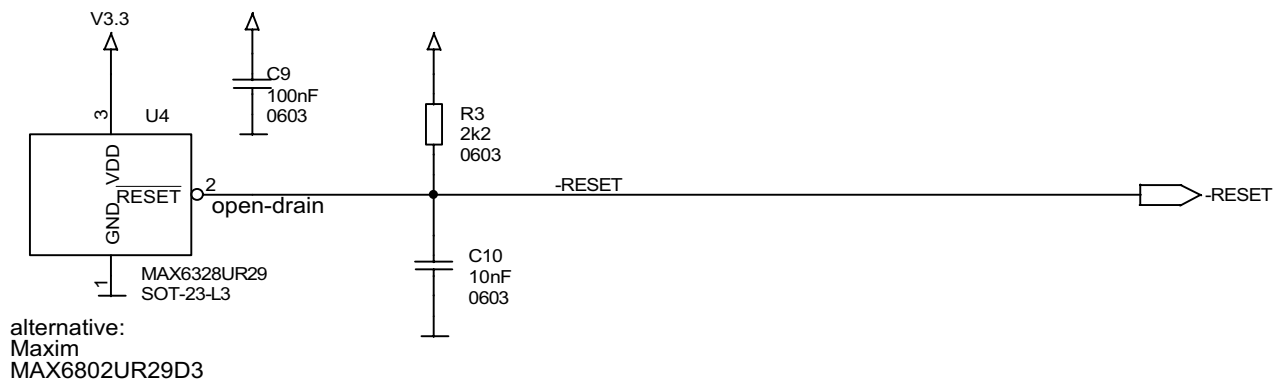 V3.3
C9
100nF
0603
3
U4
R3
2k2
0603
VDD
GND
RESET
2
-RESET
-RESET
open-drain
1
MAX6328UR29
SOT-23-L3
C10
10nF
0603
alternative:
Maxim
MAX6802UR29D3